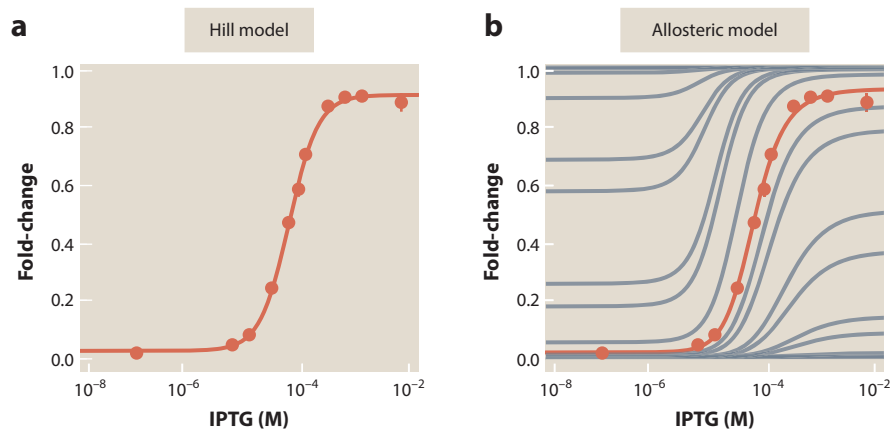 a
Hill model
Fold-change
1.0
0.8
0.6
0.4
0.2
0.0
10⁻⁸
10⁻⁶
10⁻⁴
10⁻²
IPTG (M)
b
Allosteric model
Fold-change
1.0
0.8
0.6
0.4
0.2
0.0
10⁻⁸
10⁻⁶
10⁻⁴
10⁻²
IPTG (M)